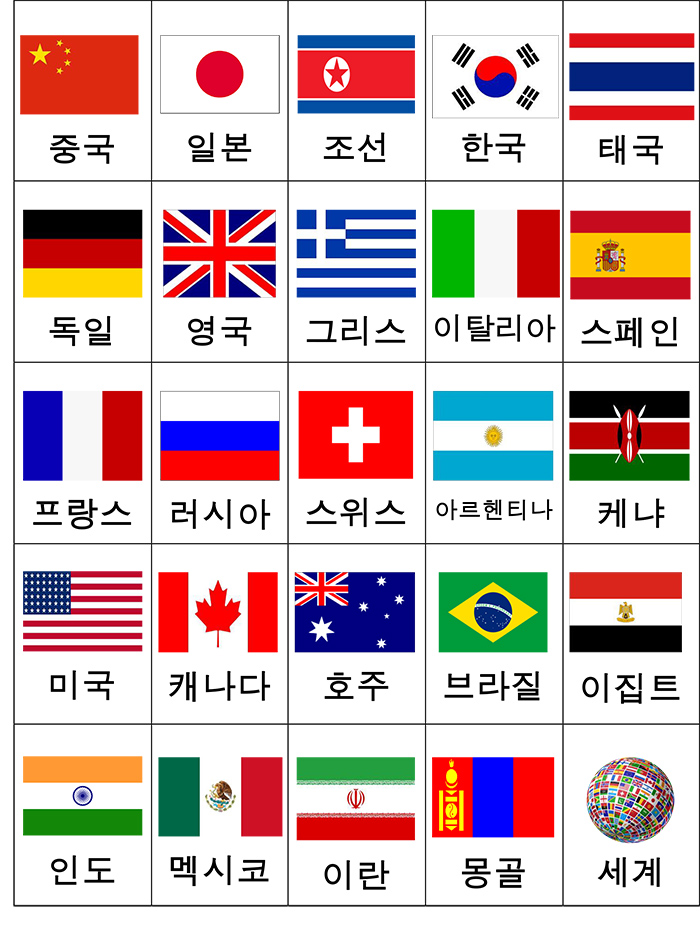 중국 일본 조선 한국 태국
독일 영국 그리스 이탈리아 스페인
프랑스 러시아 스위스 아르헨티나 케냐
미국 캐나다 호주 브라질 이집트
인도 멕시코 이란 몽골 세계